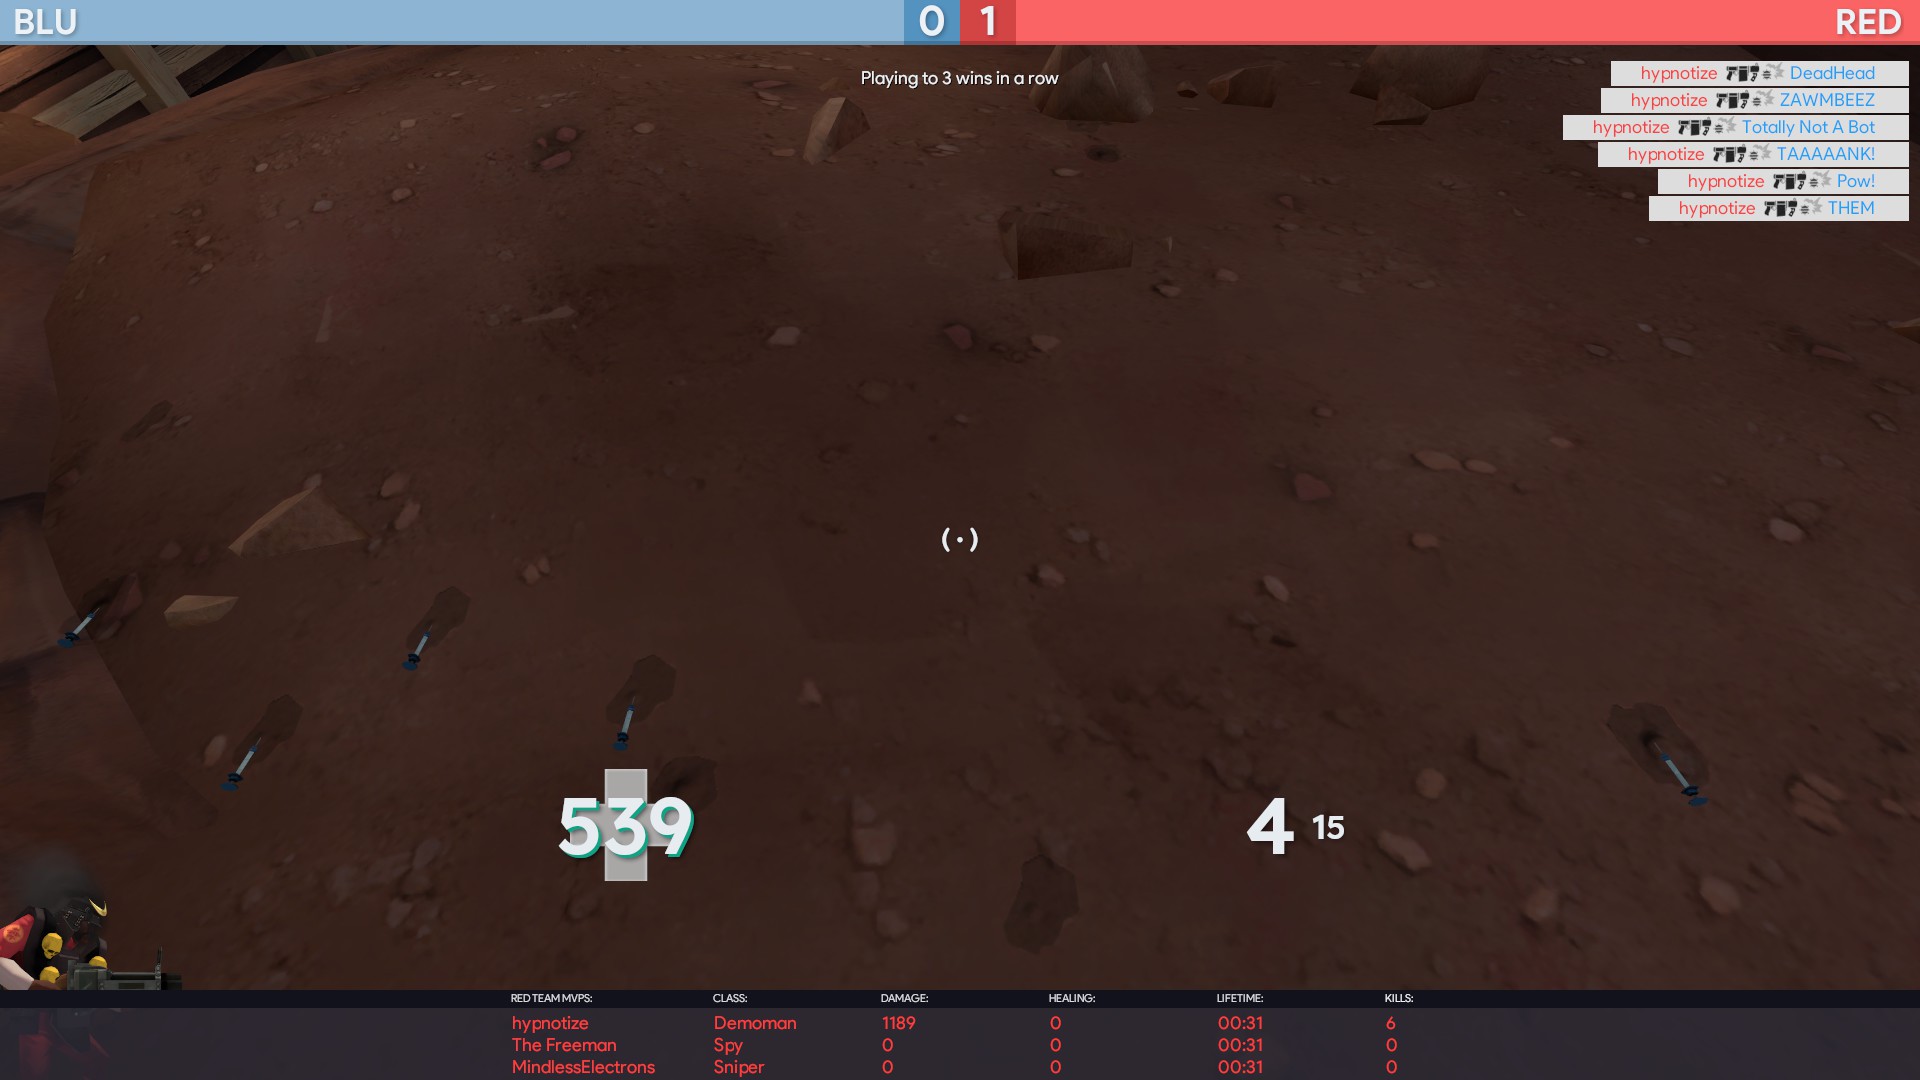 BLU 0 1 RED
Playing to 3 wins in a row
hypnotize DeadHead
hypnotize ZAWMBEEZ
hypnotize Totally Not A Bot
hypnotize TAAAAANK!
hypnotize Pow!
hypnotize THEM
( · )
539
4 15
RED TEAM MVPS: CLASS: DAMAGE: HEALING: LIFETIME: KILLS:
hypnotize Demoman 1189 0 00:31 6
The Freeman Spy 0 0 00:31 0
MindlessElectrons Sniper 0 0 00:31 0